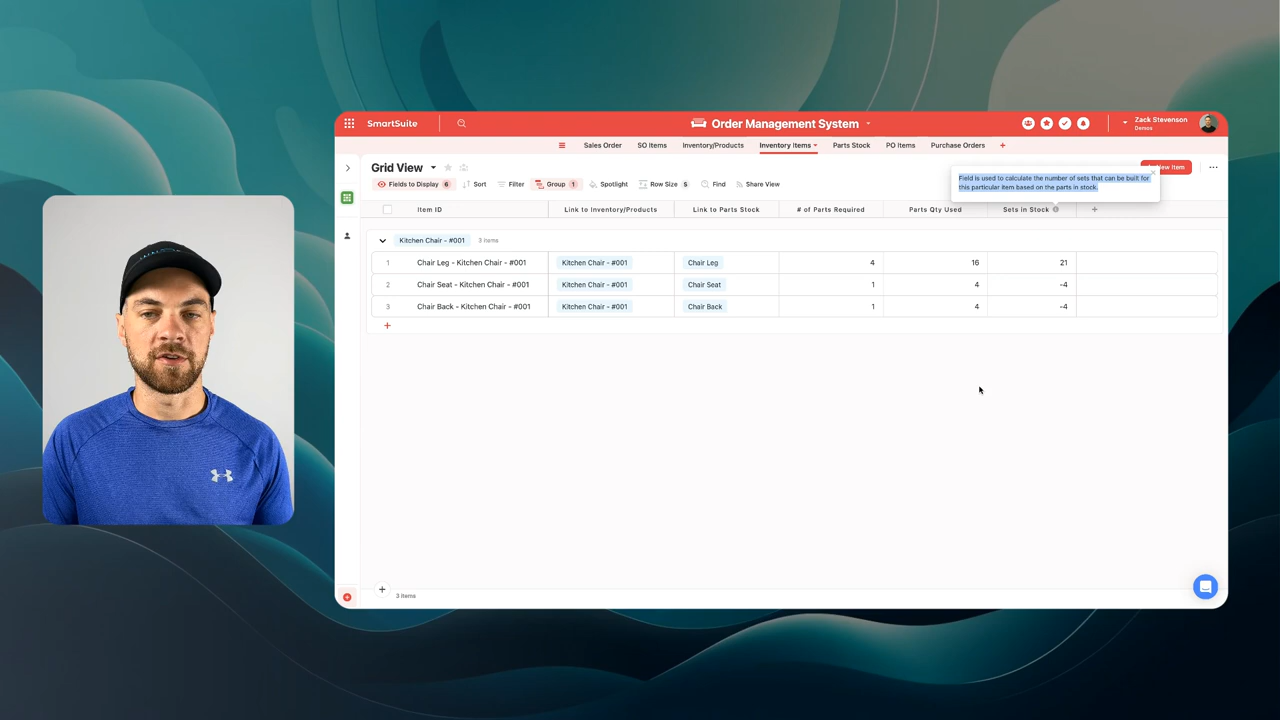 SmartSuite
Order Management System
Zack Stevenson
Demos
Sales Order SO Items Inventory/Products Inventory Items Parts Stock PO Items Purchase Orders
Grid View
Field is used to calculate the number of sets that can be built for
this particular item based on the parts in stock.
Fields to Display 6 Sort Filter Group 1 Spotlight Row Size 5 Find Share View
Item ID Link to Inventory/Products Link to Parts Stock # of Parts Required Parts Qty Used Sets in Stock
Kitchen Chair - #001 3 items
1 Chair Leg - Kitchen Chair - #001 Kitchen Chair - #001 Chair Leg 4 16 21
2 Chair Seat - Kitchen Chair - #001 Kitchen Chair - #001 Chair Seat 1 4 -4
3 Chair Back - Kitchen Chair - #001 Kitchen Chair - #001 Chair Back 1 4 -4
3 items